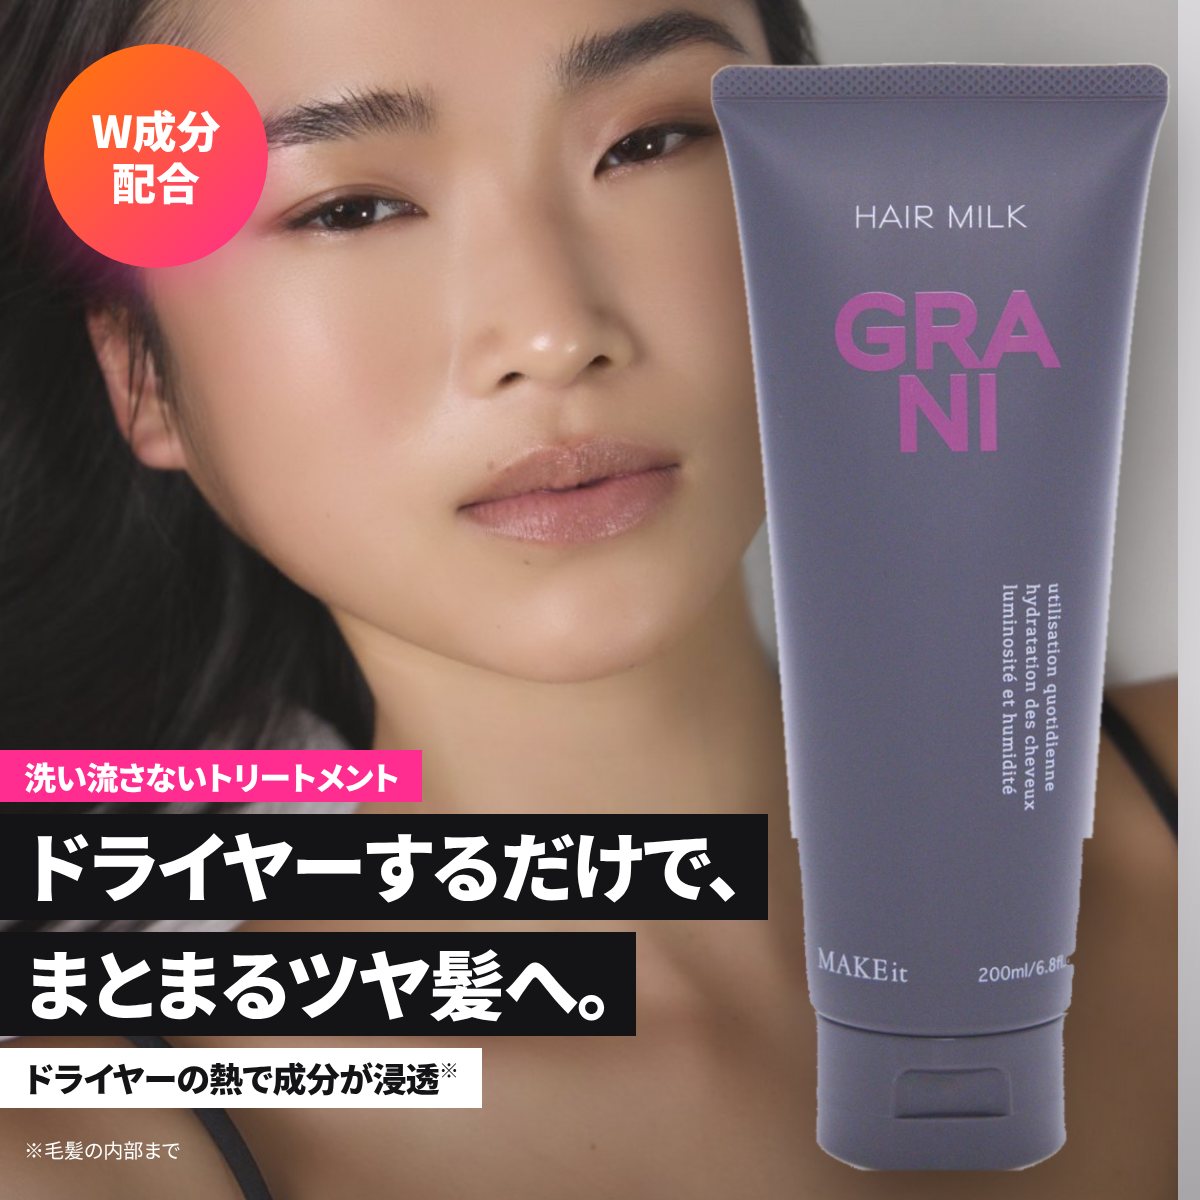 W成分
配合
HAIR MILK
GRA
NI
utilisation quotidienne
hydratation des cheveux
luminosité et humidité
MAKE it
200ml/6.8fl.
洗い流さないトリートメント
ドライヤーするだけで、
まとまるツヤ髪へ。
ドライヤーの熱で成分が浸透※
※毛髪の内部まで